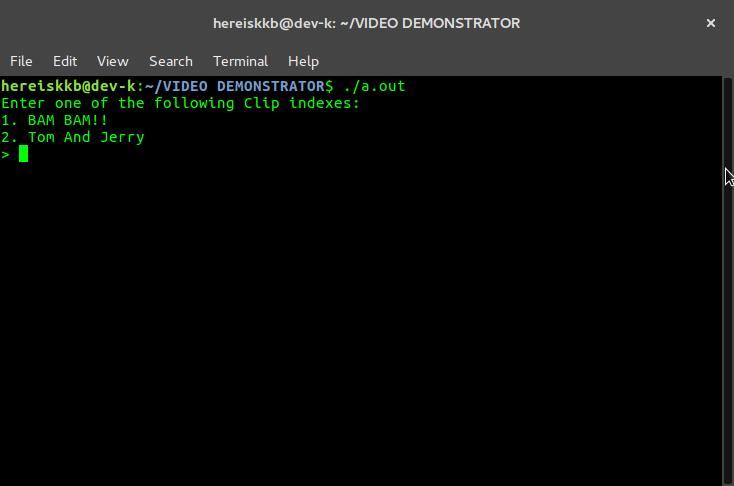 hereiskkb@dev-k: ~/VIDEO DEMONSTRATOR
File Edit View Search Terminal Help
hereiskkb@dev-k:~/VIDEO DEMONSTRATOR$ ./a.out
Enter one of the following Clip indexes:
1. BAM BAM!!
2. Tom And Jerry
>